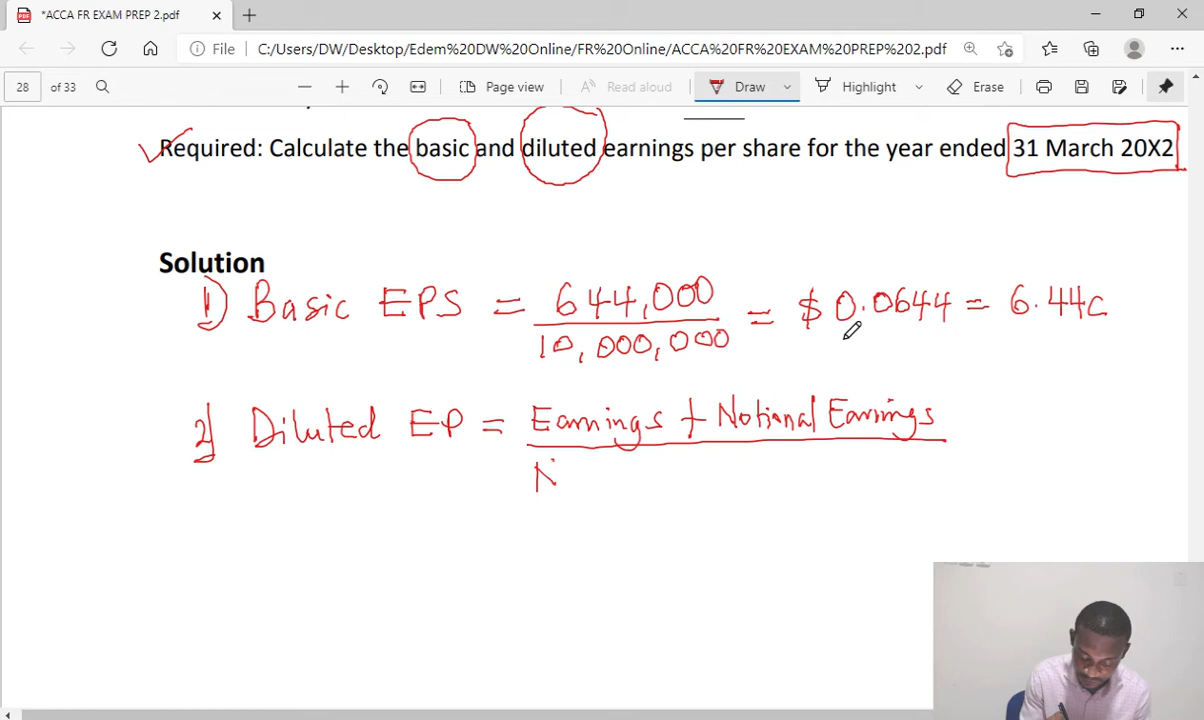 *ACCA FR EXAM PREP 2.pdf
File C:/Users/DW/Desktop/Edem%20DW%20Online/FR%20Online/ACCA%20FR%20EXAM%20PREP%202.pdf
28 of 33 Page view Read aloud Draw Highlight Erase
Required: Calculate the basic and diluted earnings per share for the year ended 31 March 20X2
Solution
1) Basic EPS = 644,000 = $0.0644 = 6.44c
10,000,000
2) Diluted EP = Earnings + Notional Earnings
N